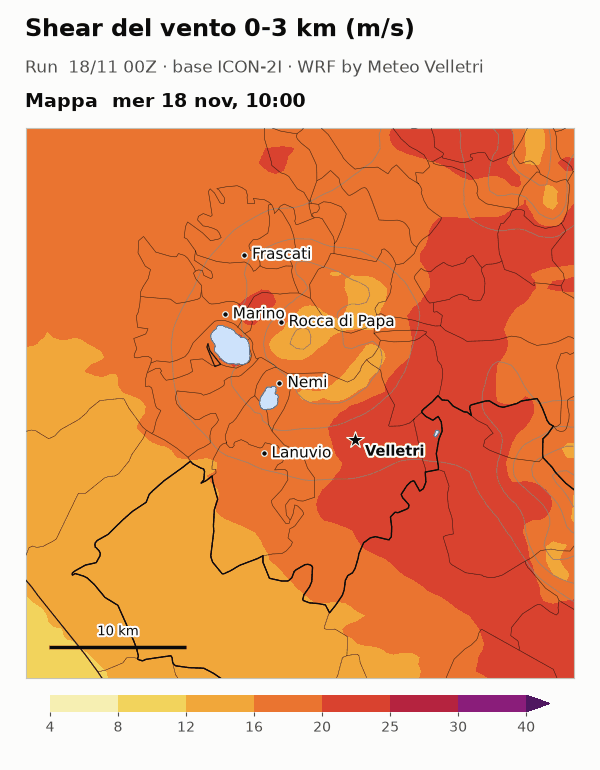 Shear del vento 0-3 km (m/s)
Run  18/11 00Z · base ICON-2I · WRF by Meteo Velletri
Mappa  mer 18 nov, 10:00
Frascati
Marino
Rocca di Papa
Nemi
Velletri
Lanuvio
10 km
4 8 12 16 20 25 30 40